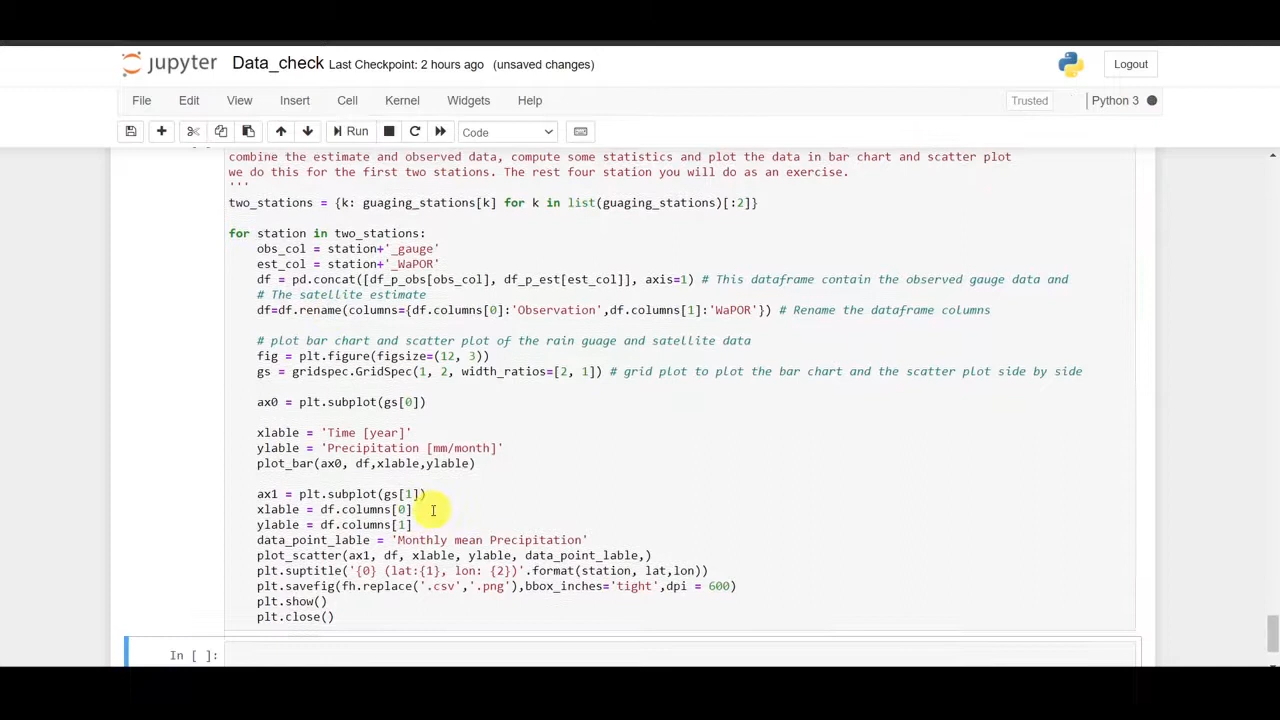 jupyter Data_check Last Checkpoint: 2 hours ago (unsaved changes) Logout
File Edit View Insert Cell Kernel Widgets Help Trusted Python 3
Run Code
combine the estimate and observed data, compute some statistics and plot the data in bar chart and scatter plot
we do this for the first two stations. The rest four station you will do as an exercise.
'''
two_stations = {k: guaging_stations[k] for k in list(guaging_stations)[:2]}
for station in two_stations:
obs_col = station+'_gauge'
est_col = station+'_WaPOR'
df = pd.concat([df_p_obs[obs_col], df_p_est[est_col]], axis=1) # This dataframe contain the observed gauge data and
# The satellite estimate
df=df.rename(columns={df.columns[0]:'Observation',df.columns[1]:'WaPOR'}) # Rename the dataframe columns
# plot bar chart and scatter plot of the rain guage and satellite data
fig = plt.figure(figsize=(12, 3))
gs = gridspec.GridSpec(1, 2, width_ratios=[2, 1]) # grid plot to plot the bar chart and the scatter plot side by side
ax0 = plt.subplot(gs[0])
xlable = 'Time [year]'
ylable = 'Precipitation [mm/month]'
plot_bar(ax0, df,xlable,ylable)
ax1 = plt.subplot(gs[1])
xlable = df.columns[0]
ylable = df.columns[1]
data_point_lable = 'Monthly mean Precipitation'
plot_scatter(ax1, df, xlable, ylable, data_point_lable,)
plt.suptitle('{0} (lat:{1}, lon: {2})'.format(station, lat,lon))
plt.savefig(fh.replace('.csv','.png'),bbox_inches='tight',dpi = 600)
plt.show()
plt.close()
In [ ]: